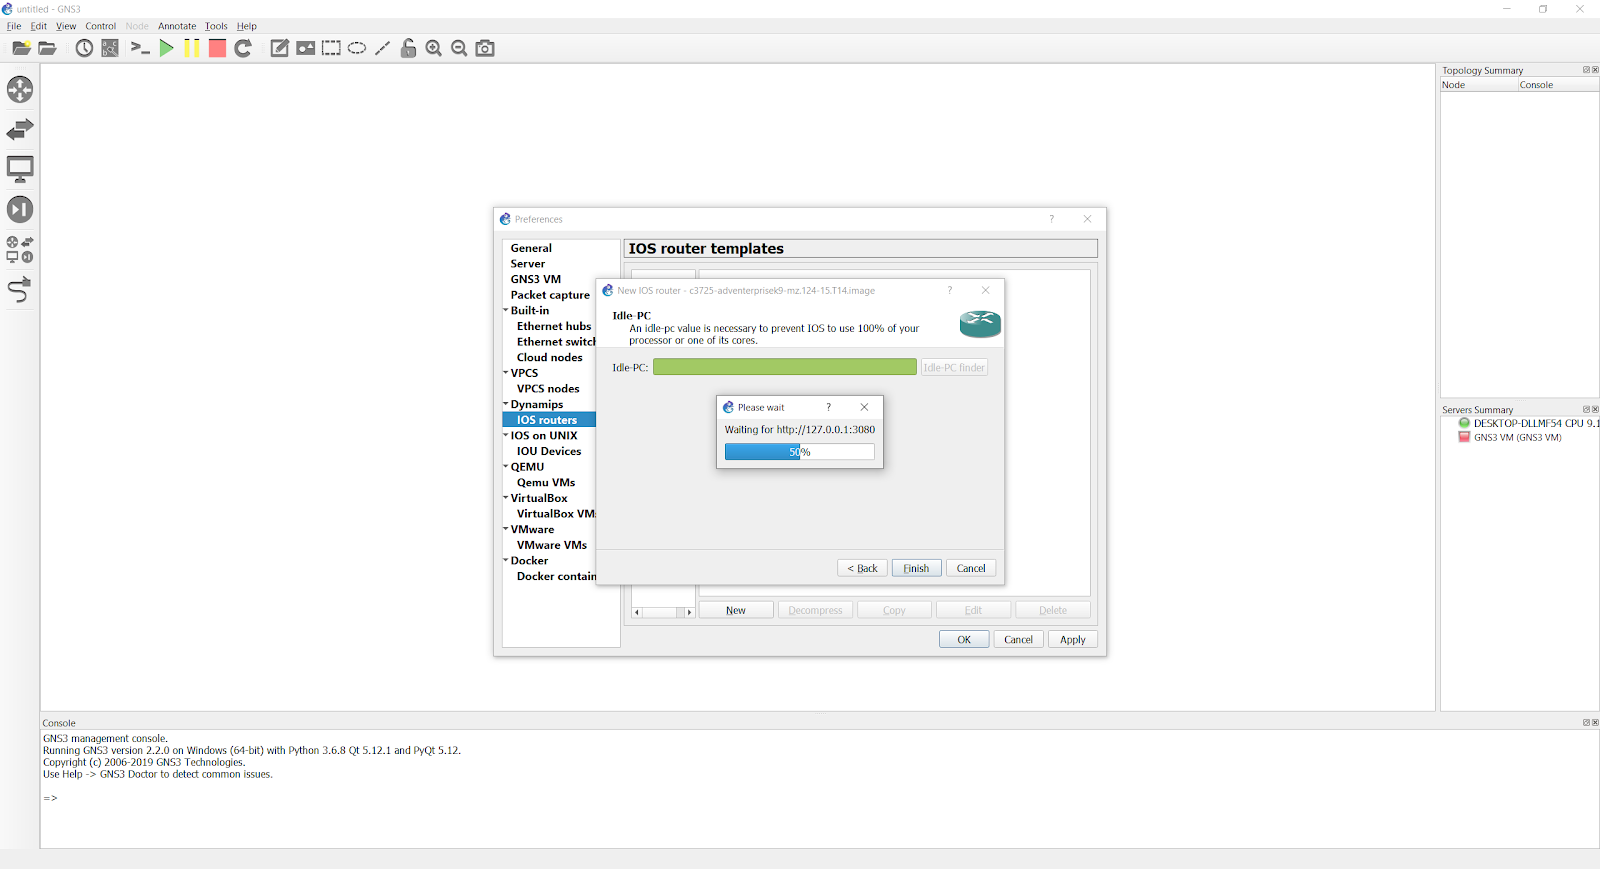 untitled - GNS3
File Edit View Control Node Annotate Tools Help
Topology Summary
Node Console
Preferences
General
Server
GNS3 VM
Packet capture
Built-in
Ethernet hubs
Ethernet switch
Cloud nodes
VPCS
VPCS nodes
Dynamips
IOS routers
IOS on UNIX
IOU Devices
QEMU
Qemu VMs
VirtualBox
VirtualBox VM
VMware
VMware VMs
Docker
Docker contain
IOS router templates
New IOS router - c3725-adventerprisek9-mz.124-15.T14.image
Idle-PC
An idle-pc value is necessary to prevent IOS to use 100% of your
processor or one of its cores.
Idle-PC: Idle-PC finder
Please wait
Waiting for http://127.0.0.1:3080
50%
< Back Finish Cancel
New Decompress Copy Edit Delete
OK Cancel Apply
Servers Summary
DESKTOP-DLLMF54 CPU 9.1
GNS3 VM (GNS3 VM)
Console
GNS3 management console.
Running GNS3 version 2.2.0 on Windows (64-bit) with Python 3.6.8 Qt 5.12.1 and PyQt 5.12.
Copyright (c) 2006-2019 GNS3 Technologies.
Use Help -> GNS3 Doctor to detect common issues.
=>